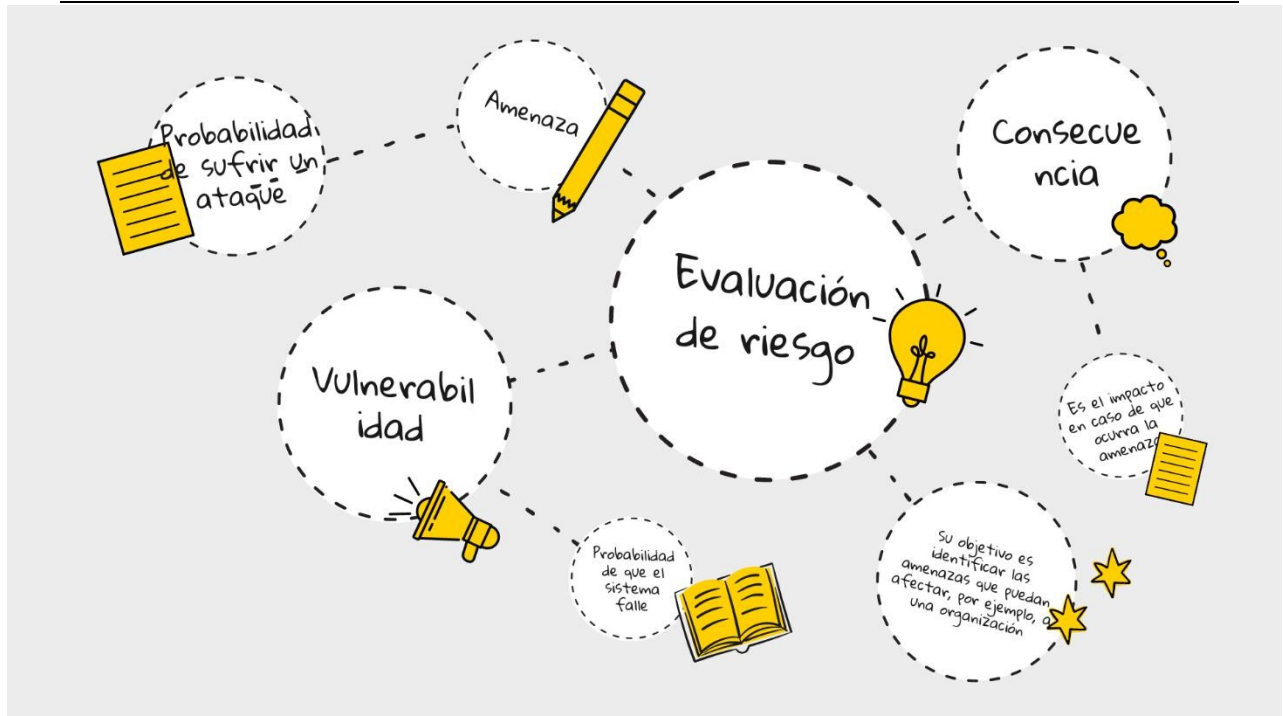 Probabilidad
de sufrir un
ataque
Amenaza
Consecue
ncia
Evaluación
de riesgo
Vulnerabil
idad
Es el impacto
en caso de que
ocurra la
amenaza
Probabilidad
de que el
sistema
falle
Su objetivo es
identificar las
amenazas que puedan
afectar, por ejemplo, a
una organización